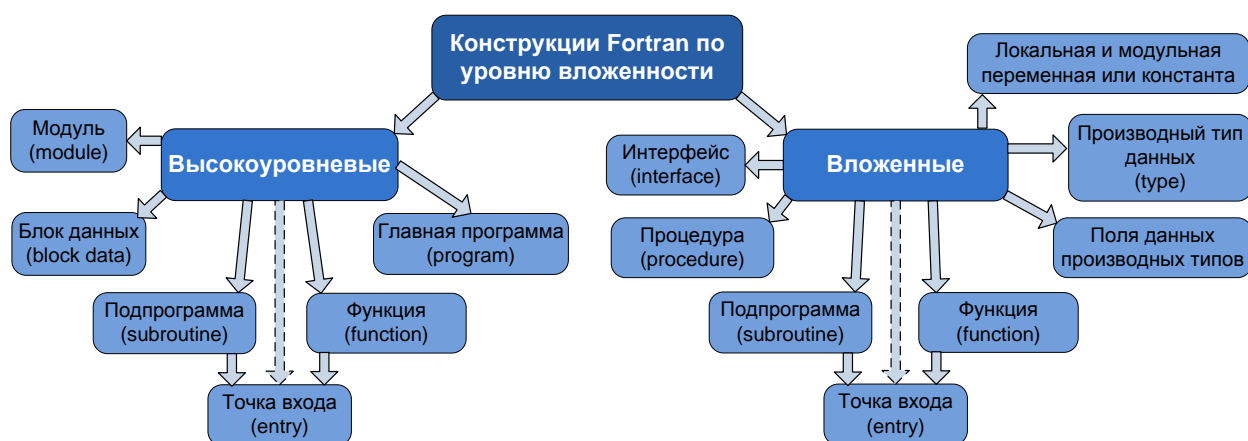 Конструкции Fortran по
уровню вложенности
Высокоуровневые
Модуль
(module)
Блок данных
(block data)
Подпрограмма
(subroutine)
Функция
(function)
Главная программа
(program)
Точка входа
(entry)
Вложенные
Локальная и модульная
переменная или константа
Производный тип
данных
(type)
Интерфейс
(interface)
Процедура
(procedure)
Поля данных
производных типов
Подпрограмма
(subroutine)
Функция
(function)
Точка входа
(entry)